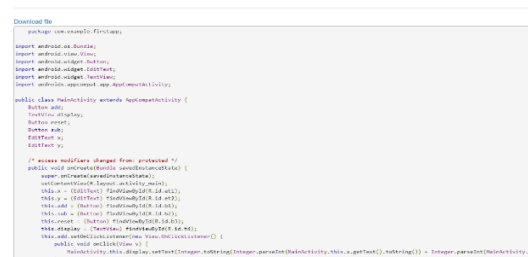 Download file
package com.example.firstapp;
import android.os.Bundle;
import android.view.View;
import android.widget.Button;
import android.widget.EditText;
import android.widget.TextView;
import androidx.appcompat.app.AppCompatActivity;
public class MainActivity extends AppCompatActivity {
Button add;
TextView display;
Button reset;
Button sub;
EditText x;
EditText y;
/* access modifiers changed from: protected */
public void onCreate(Bundle savedInstanceState) {
super.onCreate(savedInstanceState);
setContentView(R.layout.activity_main);
this.x = (EditText) findViewById(R.id.et1);
this.y = (EditText) findViewById(R.id.et2);
this.add = (Button) findViewById(R.id.b1);
this.sub = (Button) findViewById(R.id.b2);
this.reset = (Button) findViewById(R.id.b3);
this.display = (TextView) findViewById(R.id.t1);
this.add.setOnClickListener(new View.OnClickListener() {
public void onClick(View v) {
MainActivity.this.display.setText(Integer.toString(Integer.parseInt(MainActivity.this.x.getText().toString()) + Integer.parseInt(MainActivity.